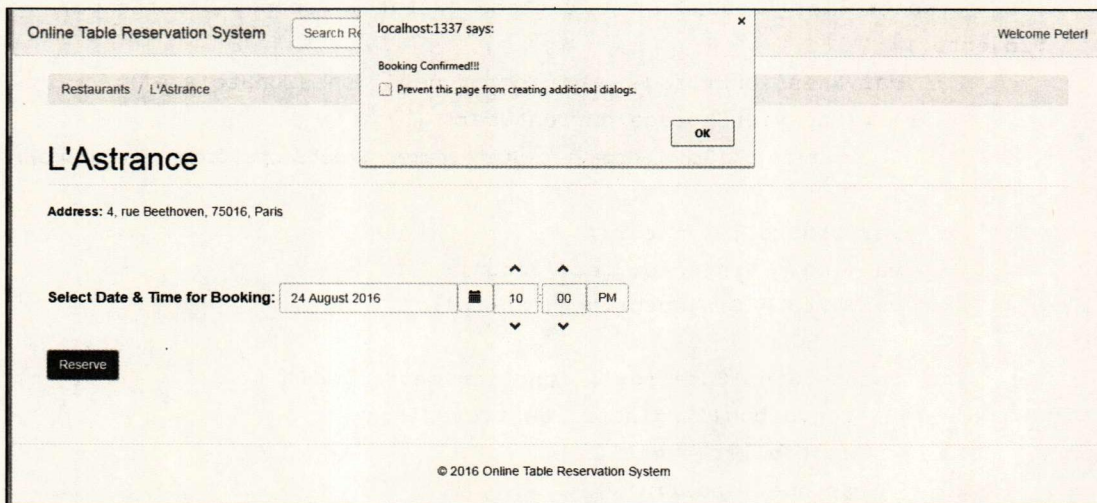 Online Table Reservation System
Search Re
localhost:1337 says:
Booking Confirmed!!!
Prevent this page from creating additional dialogs.
OK
Welcome Peter!
Restaurants / L'Astrance
L'Astrance
Address: 4, rue Beethoven, 75016, Paris
Select Date & Time for Booking: 24 August 2016 10 : 00 PM
Reserve
© 2016 Online Table Reservation System